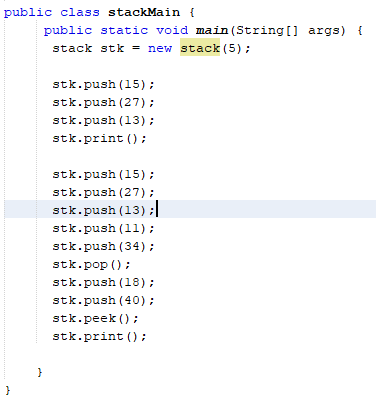 public class stackMain {
public static void main(String[] args) {
stack stk = new stack(5);
stk.push(15);
stk.push(27);
stk.push(13);
stk.print();
stk.push(15);
stk.push(27);
stk.push(13);
stk.push(11);
stk.push(34);
stk.pop();
stk.push(18);
stk.push(40);
stk.peek();
stk.print();
}
}